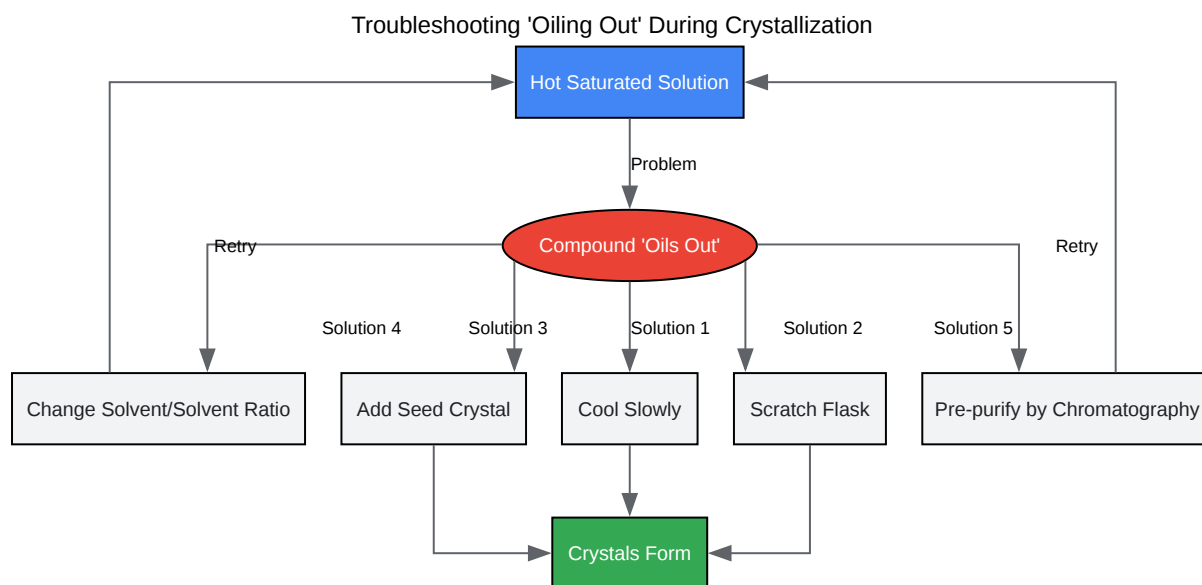 Troubleshooting 'Oiling Out' During Crystallization
Hot Saturated Solution
Problem
Retry
Compound 'Oils Out'
Retry
Solution 4
Solution 3
Solution 1
Solution 2
Solution 5
Change Solvent/Solvent Ratio
Add Seed Crystal
Cool Slowly
Scratch Flask
Pre-purify by Chromatography
Crystals Form